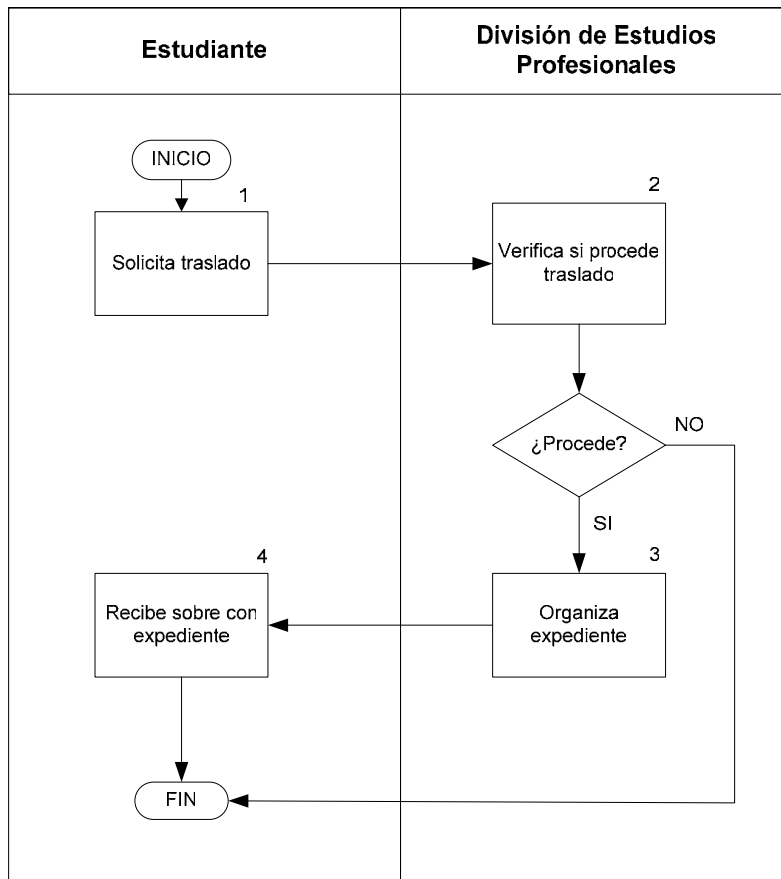 Estudiante
División de Estudios
Profesionales
INICIO
1
Solicita traslado
2
Verifica si procede
traslado
¿Procede?
NO
SI
3
Organiza
expediente
4
Recibe sobre con
expediente
FIN